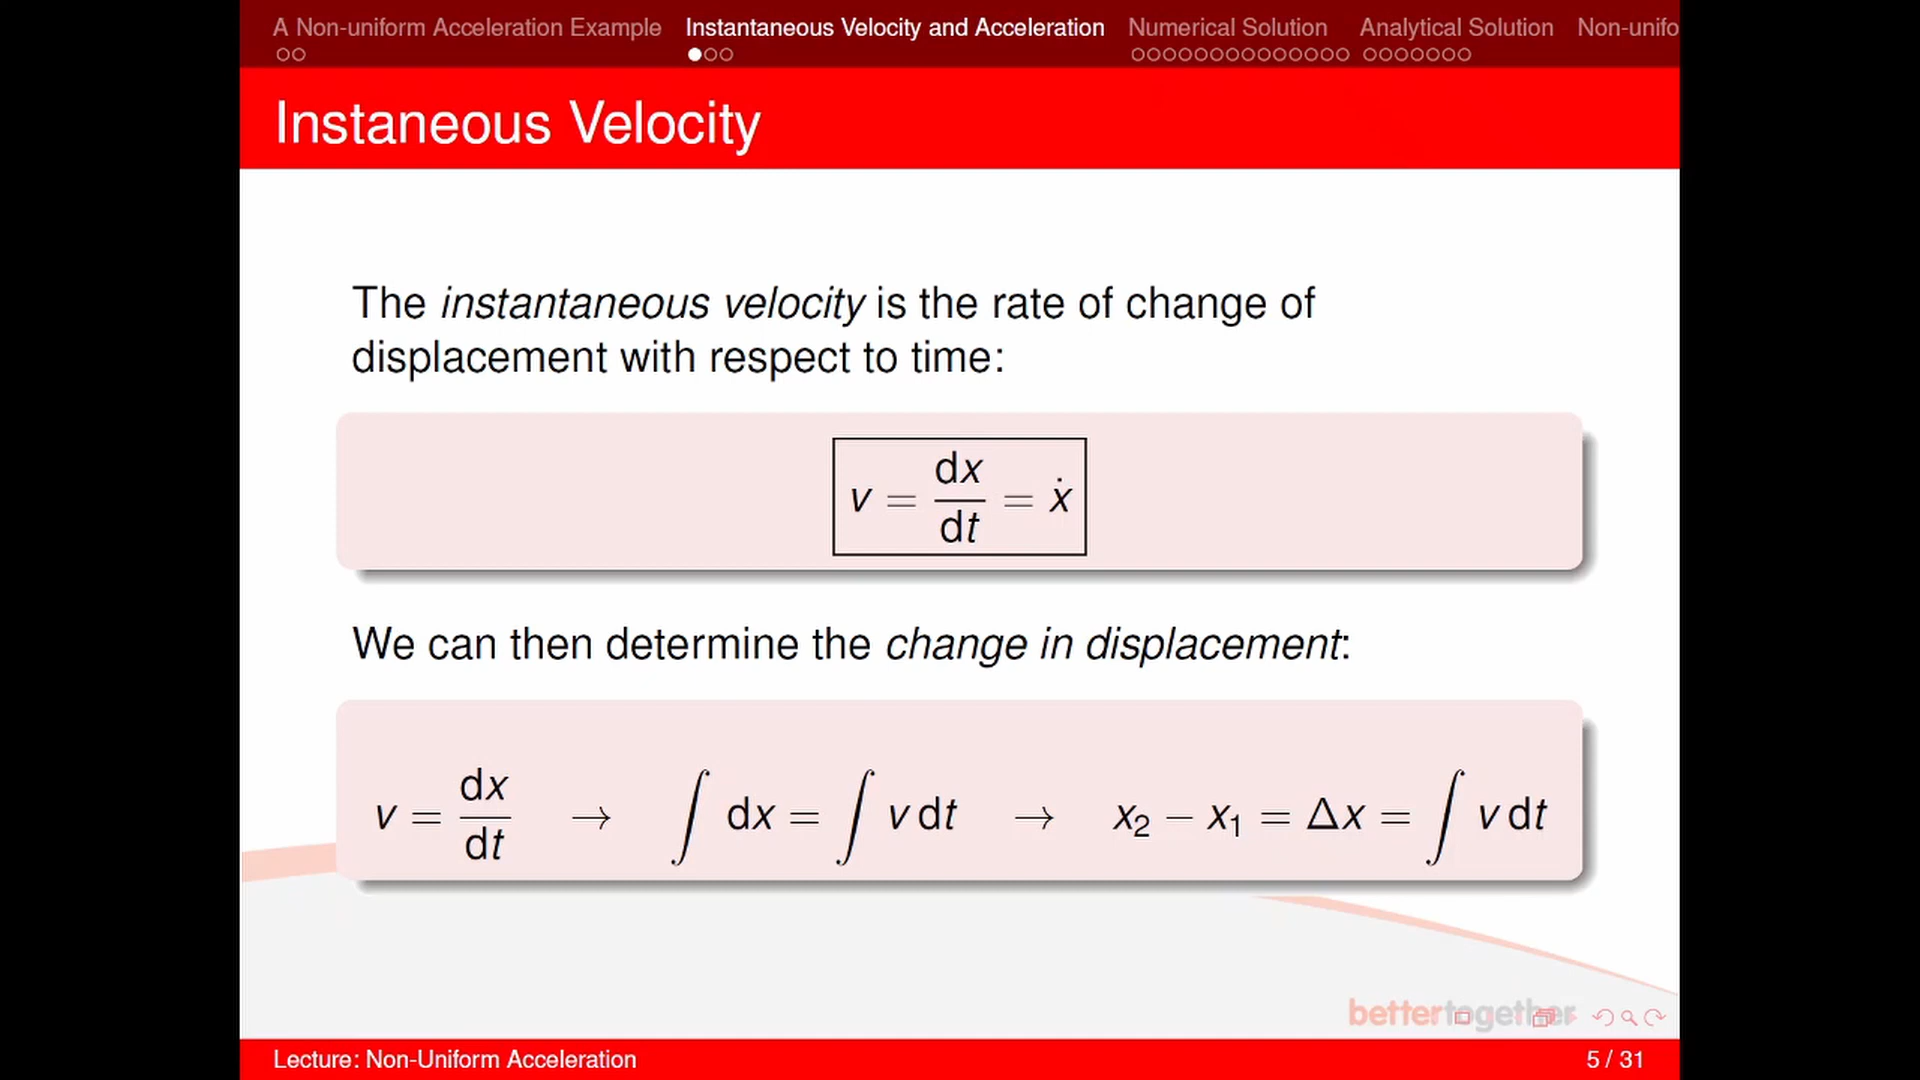 A Non-uniform Acceleration Example Instantaneous Velocity and Acceleration Numerical Solution Analytical Solution Non-unifo
Instaneous Velocity
The instantaneous velocity is the rate of change of
displacement with respect to time:
v = dx/dt = ẋ
We can then determine the change in displacement:
v = dx/dt → ∫ dx = ∫ v dt → x₂ − x₁ = Δx = ∫ v dt
bettertogether
Lecture: Non-Uniform Acceleration 5 / 31